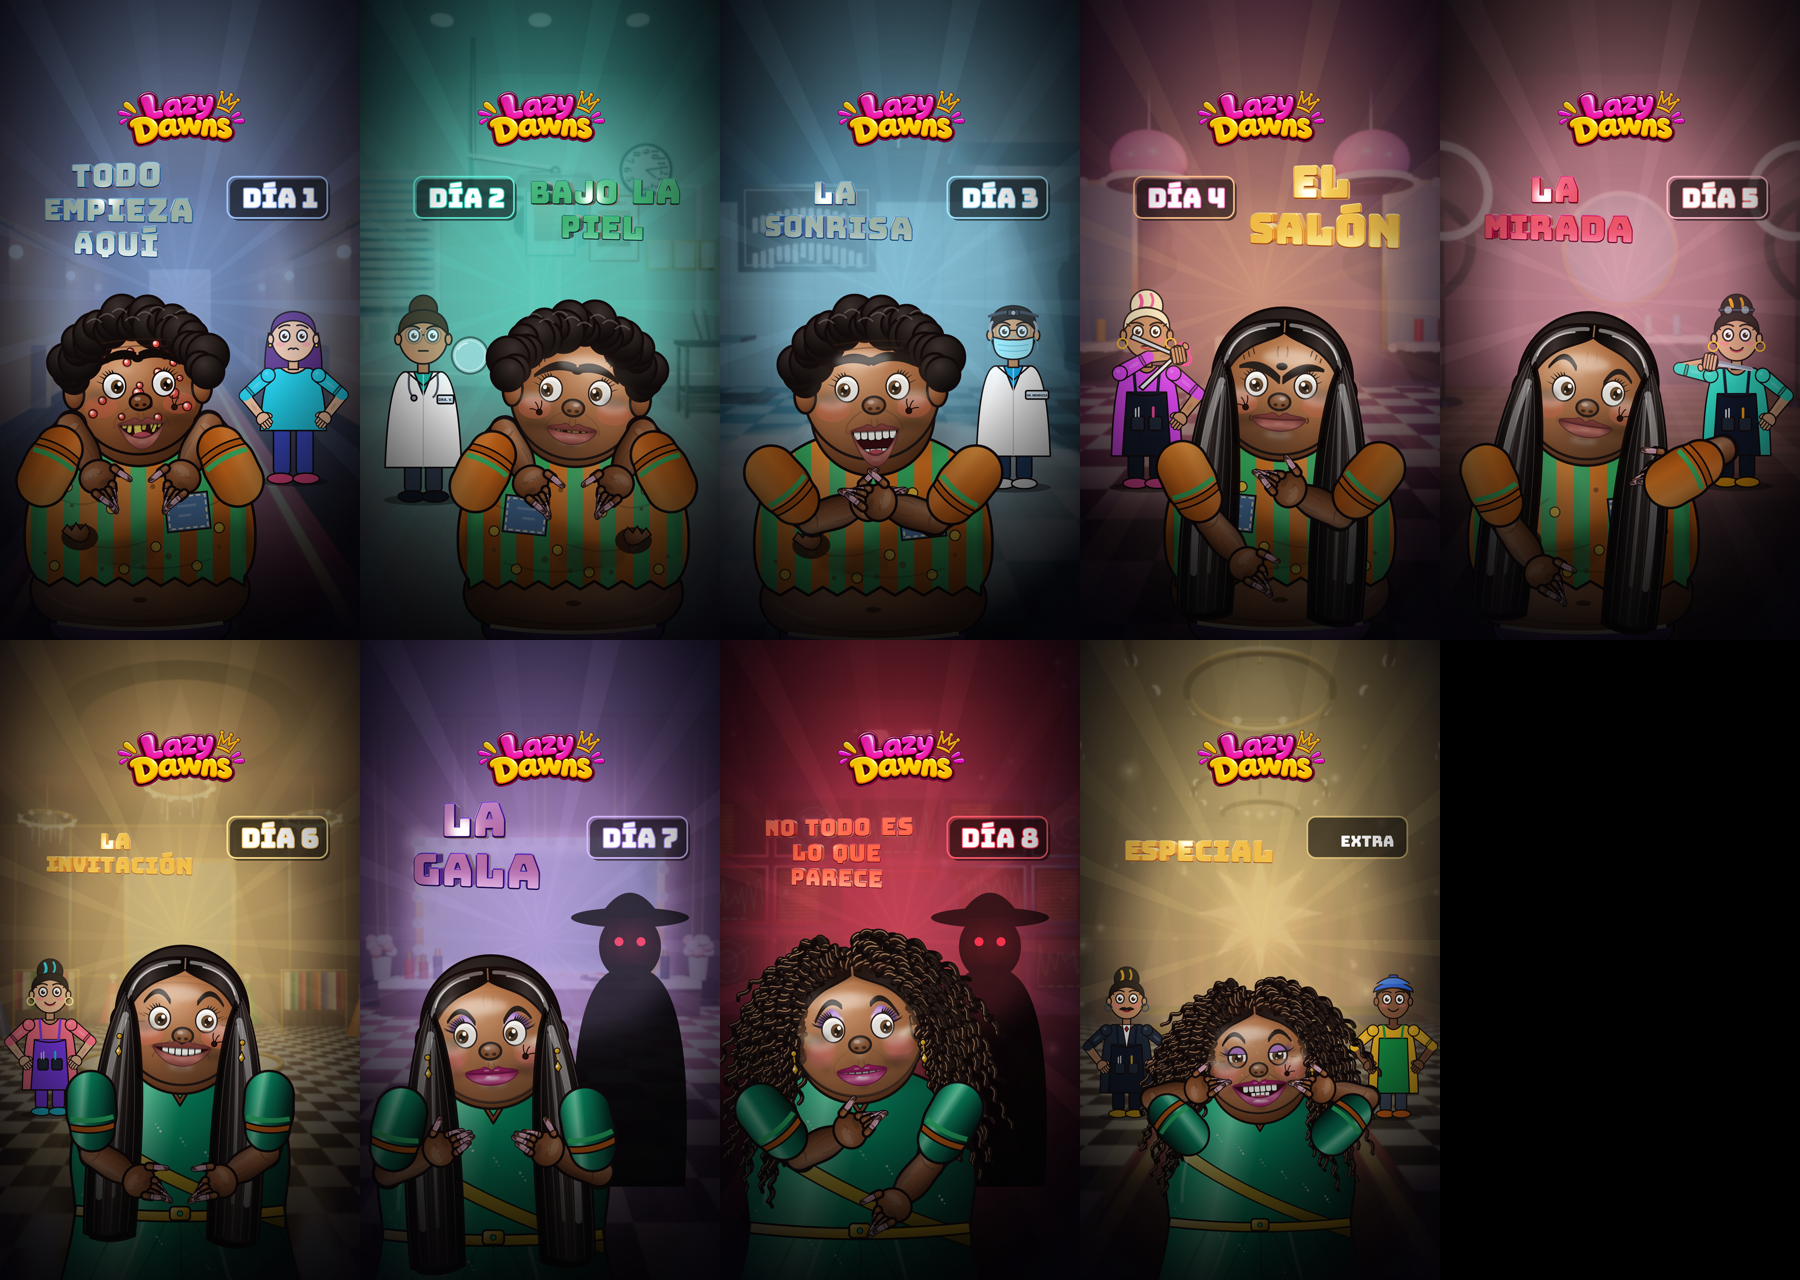 Lazy
Dawns
TODO
EMPIEZA
AQUÍ
DÍA 1
Lazy
Dawns
DÍA 2
BAJO LA
PIEL
Lazy
Dawns
LA
SONRISA
DÍA 3
Lazy
Dawns
DÍA 4
EL
SALÓN
Lazy
Dawns
LA
MIRADA
DÍA 5
Lazy
Dawns
LA
INVITACIÓN
DÍA 6
Lazy
Dawns
LA
GALA
DÍA 7
Lazy
Dawns
NO TODO ES
LO QUE
PARECE
DÍA 8
Lazy
Dawns
ESPECIAL
EXTRA